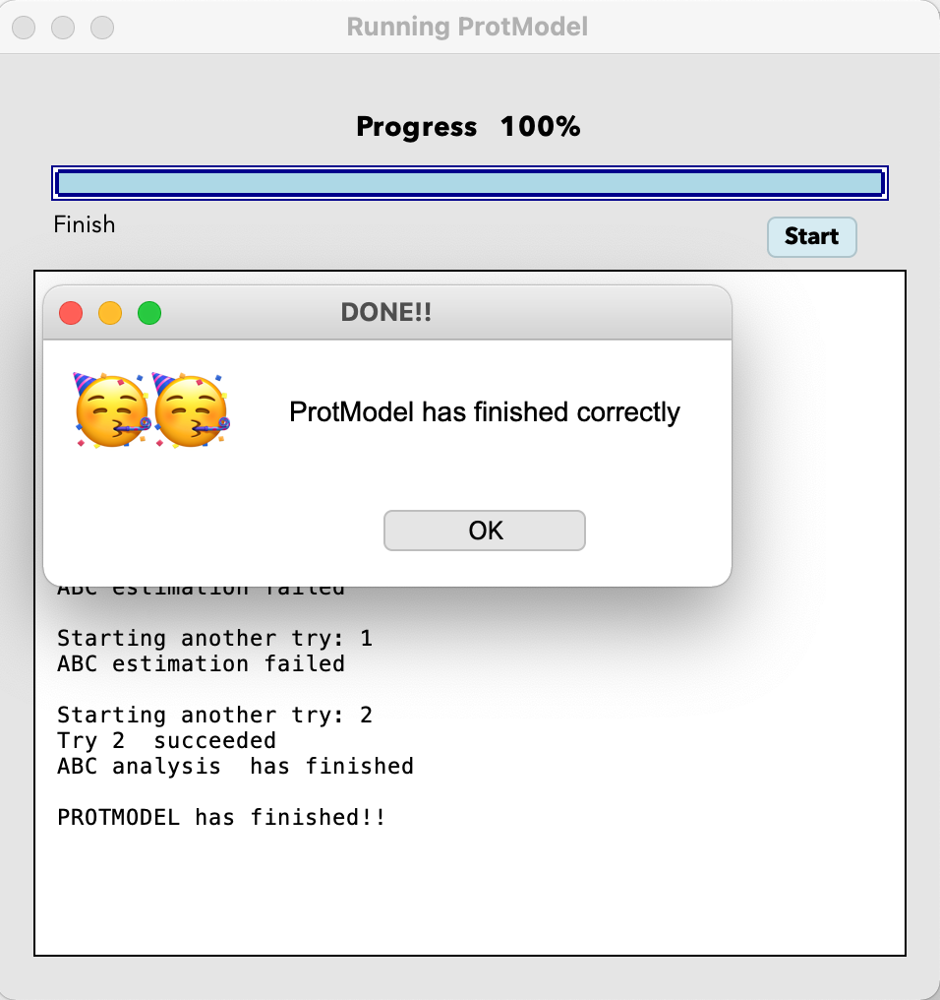 Running ProtModel
Progress 100%
Finish
Start
DONE!!
ProtModel has finished correctly
OK
ABC estimation failed
Starting another try: 1
ABC estimation failed
Starting another try: 2
Try 2  succeeded
ABC analysis  has finished
PROTMODEL has finished!!